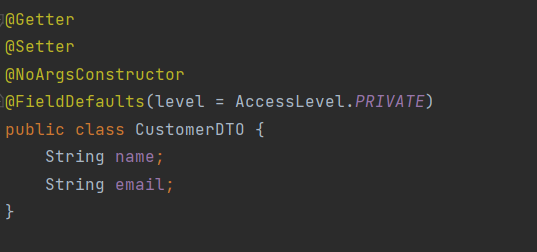 @Getter
@Setter
@NoArgsConstructor
@FieldDefaults(level = AccessLevel.PRIVATE)
public class CustomerDTO {
    String name;
    String email;
}